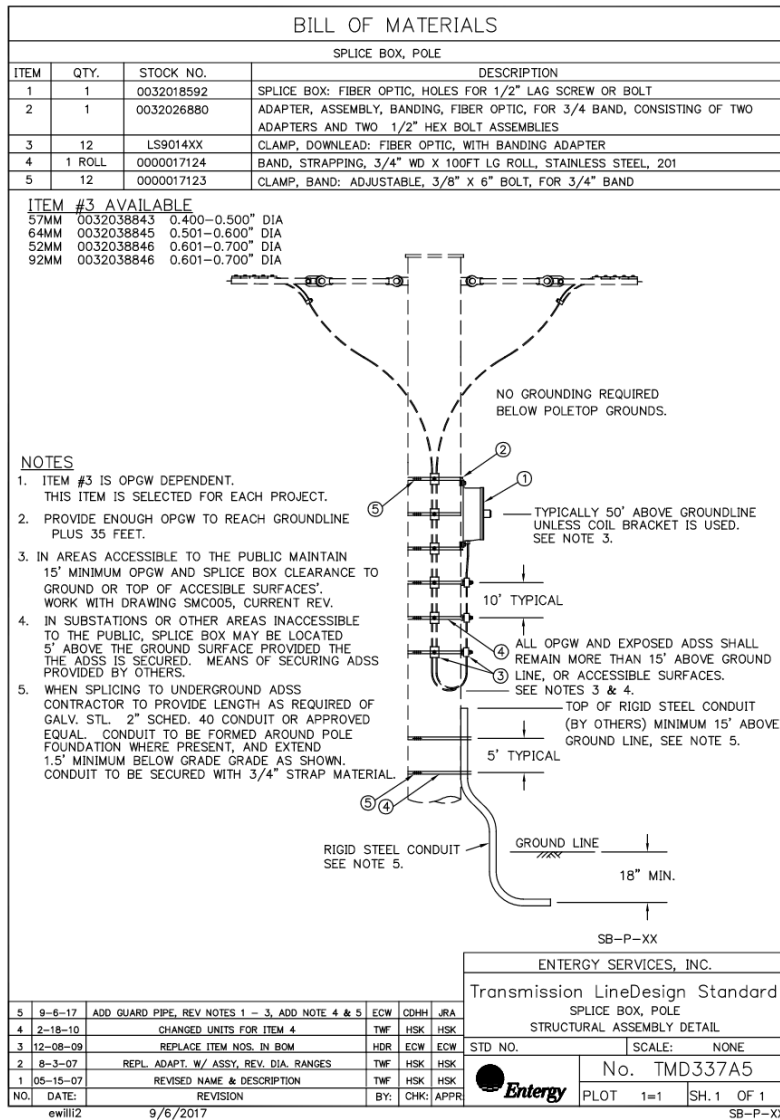 BILL OF MATERIALS
SPLICE BOX, POLE
ITEM QTY. STOCK NO. DESCRIPTION
1 1 0032018592 SPLICE BOX: FIBER OPTIC, HOLES FOR 1/2" LAG SCREW OR BOLT
2 1 0032026880 ADAPTER, ASSEMBLY, BANDING, FIBER OPTIC, FOR 3/4 BAND, CONSISTING OF TWO
ADAPTERS AND TWO 1/2" HEX BOLT ASSEMBLIES
3 12 LS9014XX CLAMP, DOWNLEAD: FIBER OPTIC, WITH BANDING ADAPTER
4 1 ROLL 0000017124 BAND, STRAPPING, 3/4" WD X 100FT LG ROLL, STAINLESS STEEL, 201
5 12 0000017123 CLAMP, BAND: ADJUSTABLE, 3/8" X 6" BOLT, FOR 3/4" BAND
ITEM #3 AVAILABLE
57MM 0032038843 0.400-0.500" DIA
64MM 0032038845 0.501-0.600" DIA
52MM 0032038846 0.601-0.700" DIA
92MM 0032038846 0.601-0.700" DIA
NO GROUNDING REQUIRED
BELOW POLETOP GROUNDS.
NOTES
1. ITEM #3 IS OPGW DEPENDENT.
THIS ITEM IS SELECTED FOR EACH PROJECT.
2. PROVIDE ENOUGH OPGW TO REACH GROUNDLINE
PLUS 35 FEET.
3. IN AREAS ACCESSIBLE TO THE PUBLIC MAINTAIN
15' MINIMUM OPGW AND SPLICE BOX CLEARANCE TO
GROUND OR TOP OF ACCESIBLE SURFACES'.
WORK WITH DRAWING SMC005, CURRENT REV.
4. IN SUBSTATIONS OR OTHER AREAS INACCESSIBLE
TO THE PUBLIC, SPLICE BOX MAY BE LOCATED
5' ABOVE THE GROUND SURFACE PROVIDED THE
THE ADSS IS SECURED. MEANS OF SECURING ADSS
PROVIDED BY OTHERS.
5. WHEN SPLICING TO UNDERGROUND ADSS
CONTRACTOR TO PROVIDE LENGTH AS REQUIRED OF
GALV. STL. 2" SCHED. 40 CONDUIT OR APPROVED
EQUAL. CONDUIT TO BE FORMED AROUND POLE
FOUNDATION WHERE PRESENT, AND EXTEND
1.5' MINIMUM BELOW GRADE GRADE AS SHOWN.
CONDUIT TO BE SECURED WITH 3/4" STRAP MATERIAL.
2
1
5
TYPICALLY 50' ABOVE GROUNDLINE
UNLESS COIL BRACKET IS USED.
SEE NOTE 3.
10' TYPICAL
4
3
ALL OPGW AND EXPOSED ADSS SHALL
REMAIN MORE THAN 15' ABOVE GROUND
LINE, OR ACCESSIBLE SURFACES.
SEE NOTES 3 & 4.
TOP OF RIGID STEEL CONDUIT
(BY OTHERS) MINIMUM 15' ABOVE
GROUND LINE, SEE NOTE 5.
5' TYPICAL
5 4
RIGID STEEL CONDUIT
SEE NOTE 5.
GROUND LINE
18" MIN.
SB-P-XX
ENTERGY SERVICES, INC.
Transmission LineDesign Standard
SPLICE BOX, POLE
STRUCTURAL ASSEMBLY DETAIL
STD NO. SCALE: NONE
Entergy
No. TMD337A5
PLOT 1=1 SH. 1 OF 1
5 9-6-17 ADD GUARD PIPE, REV NOTES 1 - 3, ADD NOTE 4 & 5 ECW CDHH JRA
4 2-18-10 CHANGED UNITS FOR ITEM 4 TWF HSK HSK
3 12-08-09 REPLACE ITEM NOS. IN BOM HDR ECW ECW
2 8-3-07 REPL. ADAPT. W/ ASSY, REV. DIA. RANGES TWF HSK HSK
1 05-15-07 REVISED NAME & DESCRIPTION TWF HSK HSK
NO. DATE: REVISION BY: CHK: APPR:
ewilli2 9/6/2017